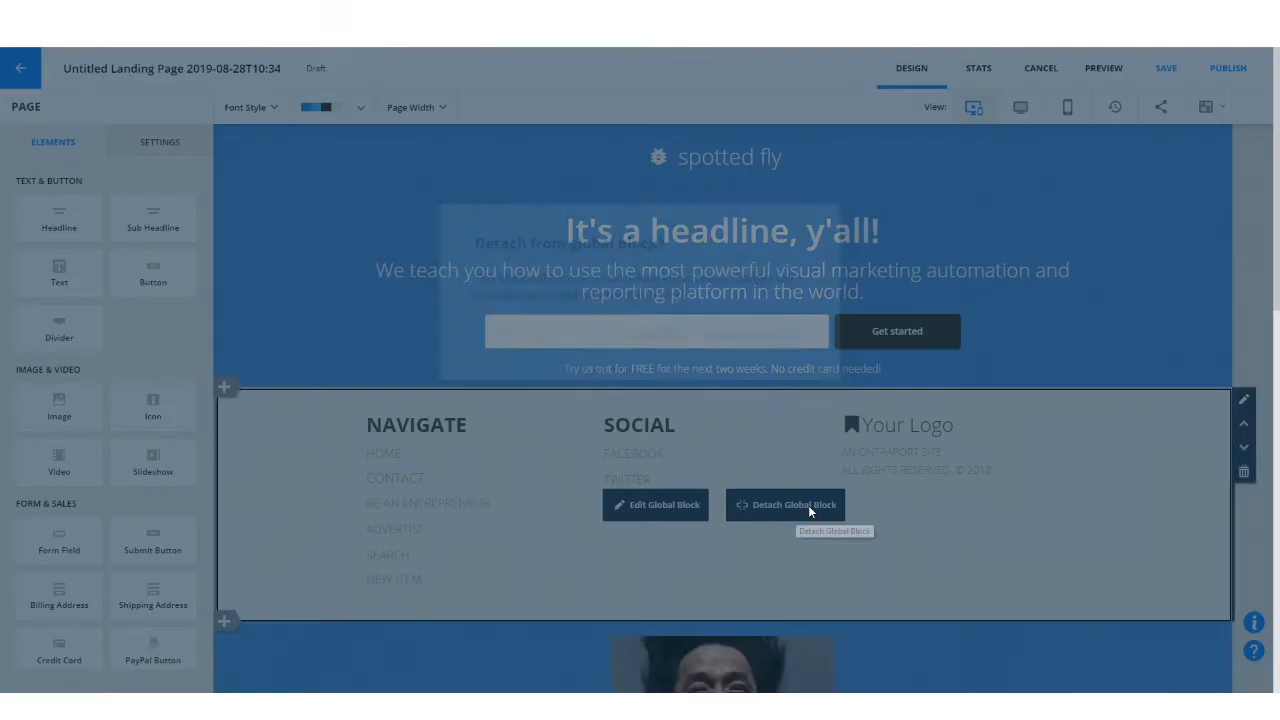 Untitled Landing Page 2019-08-28T10:34
Draft
DESIGN
STATS
CANCEL
PREVIEW
SAVE
PUBLISH
PAGE
Font Style
Page Width
View:
ELEMENTS
SETTINGS
TEXT & BUTTON
Headline
Sub Headline
Text
Button
Divider
IMAGE & VIDEO
Image
Icon
Video
Slideshow
FORM & SALES
Form Field
Submit Button
Billing Address
Shipping Address
Credit Card
PayPal Button
spotted fly
It's a headline, y'all!
Detach from global block?
We teach you how to use the most powerful visual marketing automation and
reporting platform in the world.
Get started
Try us out for FREE for the next two weeks. No credit card needed!
NAVIGATE
HOME
CONTACT
BE AN ENTREPRENEUR
ADVERTISE
SEARCH
NEW ITEM
SOCIAL
FACEBOOK
TWITTER
Your Logo
AN ONTRAPORT SITE
ALL RIGHTS RESERVED. © 2018
Edit Global Block
Detach Global Block
Detach Global Block